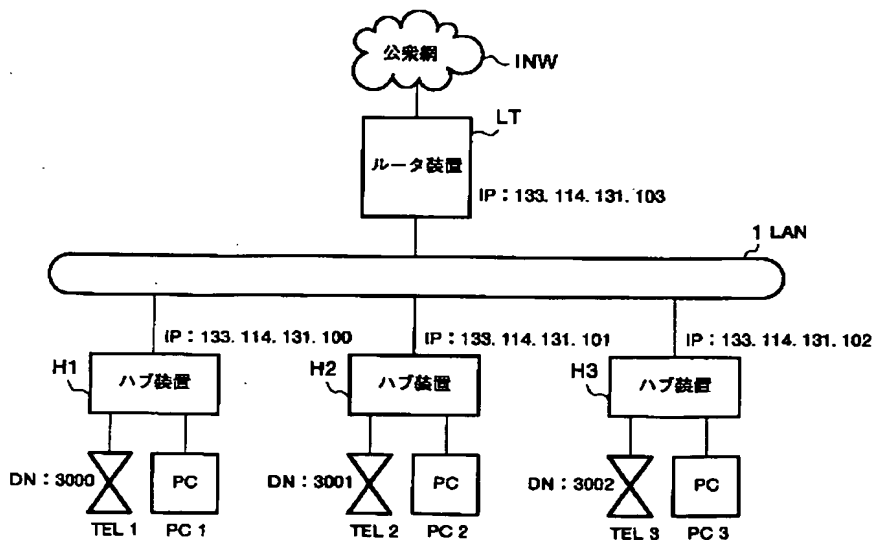 公衆網
INW
LT
ルータ装置
IP：133. 114. 131. 103
1 LAN
IP：133. 114. 131. 100
IP：133. 114. 131. 101
IP：133. 114. 131. 102
H1
ハブ装置
H2
ハブ装置
H3
ハブ装置
DN：3000
PC
DN：3001
PC
DN：3002
PC
TEL 1
PC 1
TEL 2
PC 2
TEL 3
PC 3